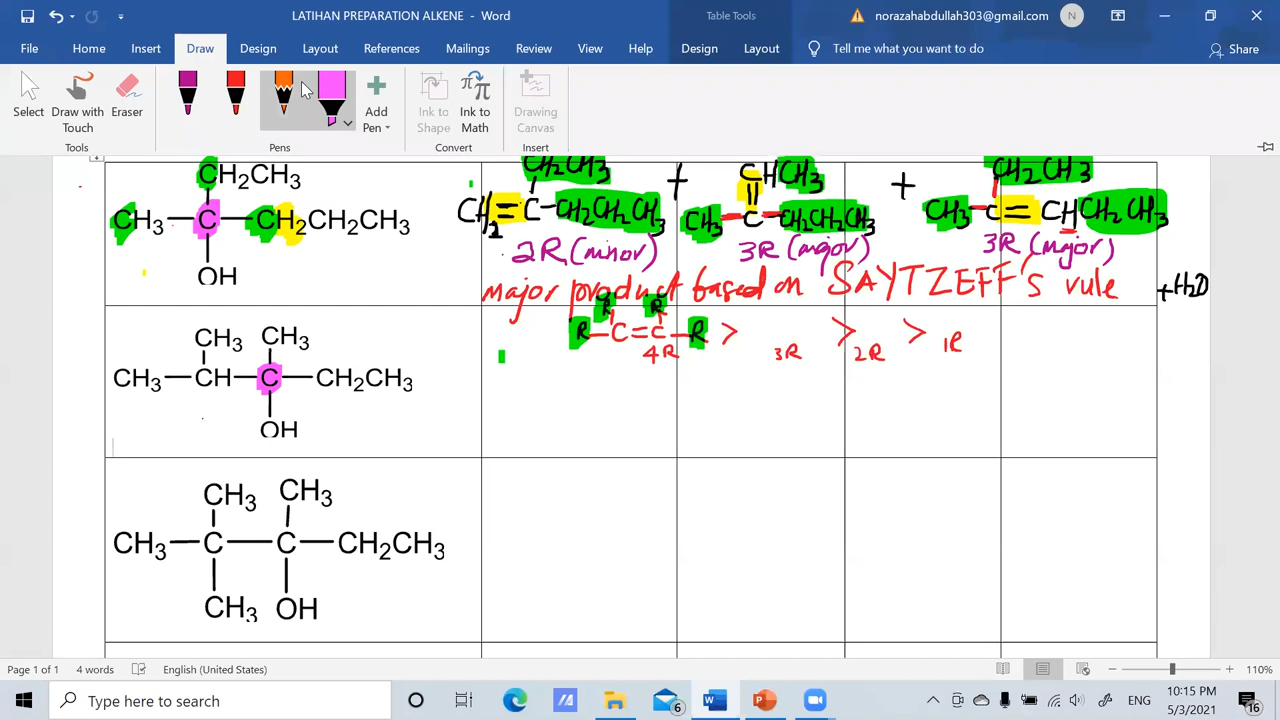 LATIHAN PREPARATION ALKENE - Word
Table Tools
norazahabdullah303@gmail.com
N
File Home Insert Draw Design Layout References Mailings Review View Help Design Layout Tell me what you want to do Share
Select Draw with Touch Eraser Add Pen Ink to Shape Ink to Math Drawing Canvas
Tools Pens Convert Insert
CH2CH3
CH3 C CH2CH2CH3
OH
CH2CH3
CH2 = C - CH2CH2CH3
2R (minor)
+
CHCH3
CH3 - C - CH2CH2CH3
3R (major)
+
CH2CH3
CH3 - C = CHCH2CH3
3R (major)
major product based on SAYTZEFF's rule
+ H2O
R R
R - C = C - R > > >
4R 3R 2R 1R
CH3 CH3
CH3 CH C CH2CH3
OH
CH3 CH3
CH3 C C CH2CH3
CH3 OH
Page 1 of 1 4 words English (United States) 110%
Type here to search
6
ENG
10:15 PM
5/3/2021
16